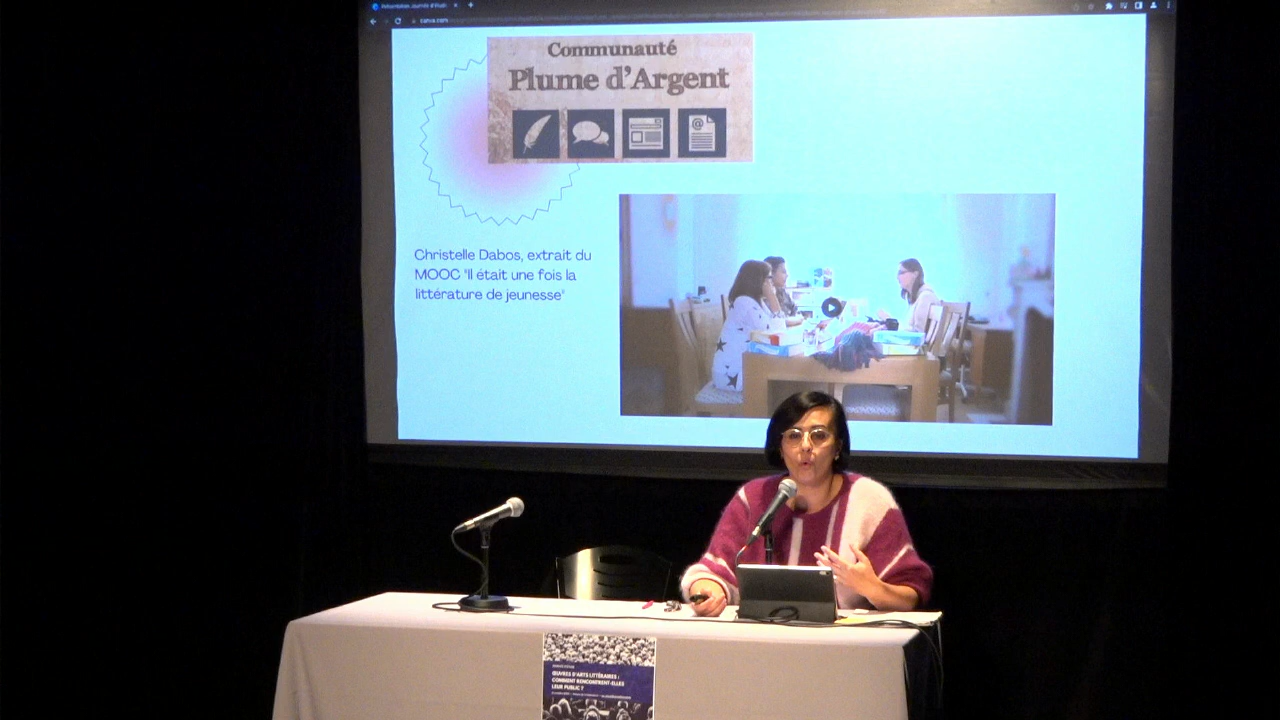 canva.com
Communauté
Plume d'Argent
@
Christelle Dabos, extrait du
MOOC "Il était une fois la
littérature de jeunesse"
ŒUVRES D'ARTS LITTÉRAIRES :
COMMENT RENCONTRENT-ELLES
LEUR PUBLIC ?